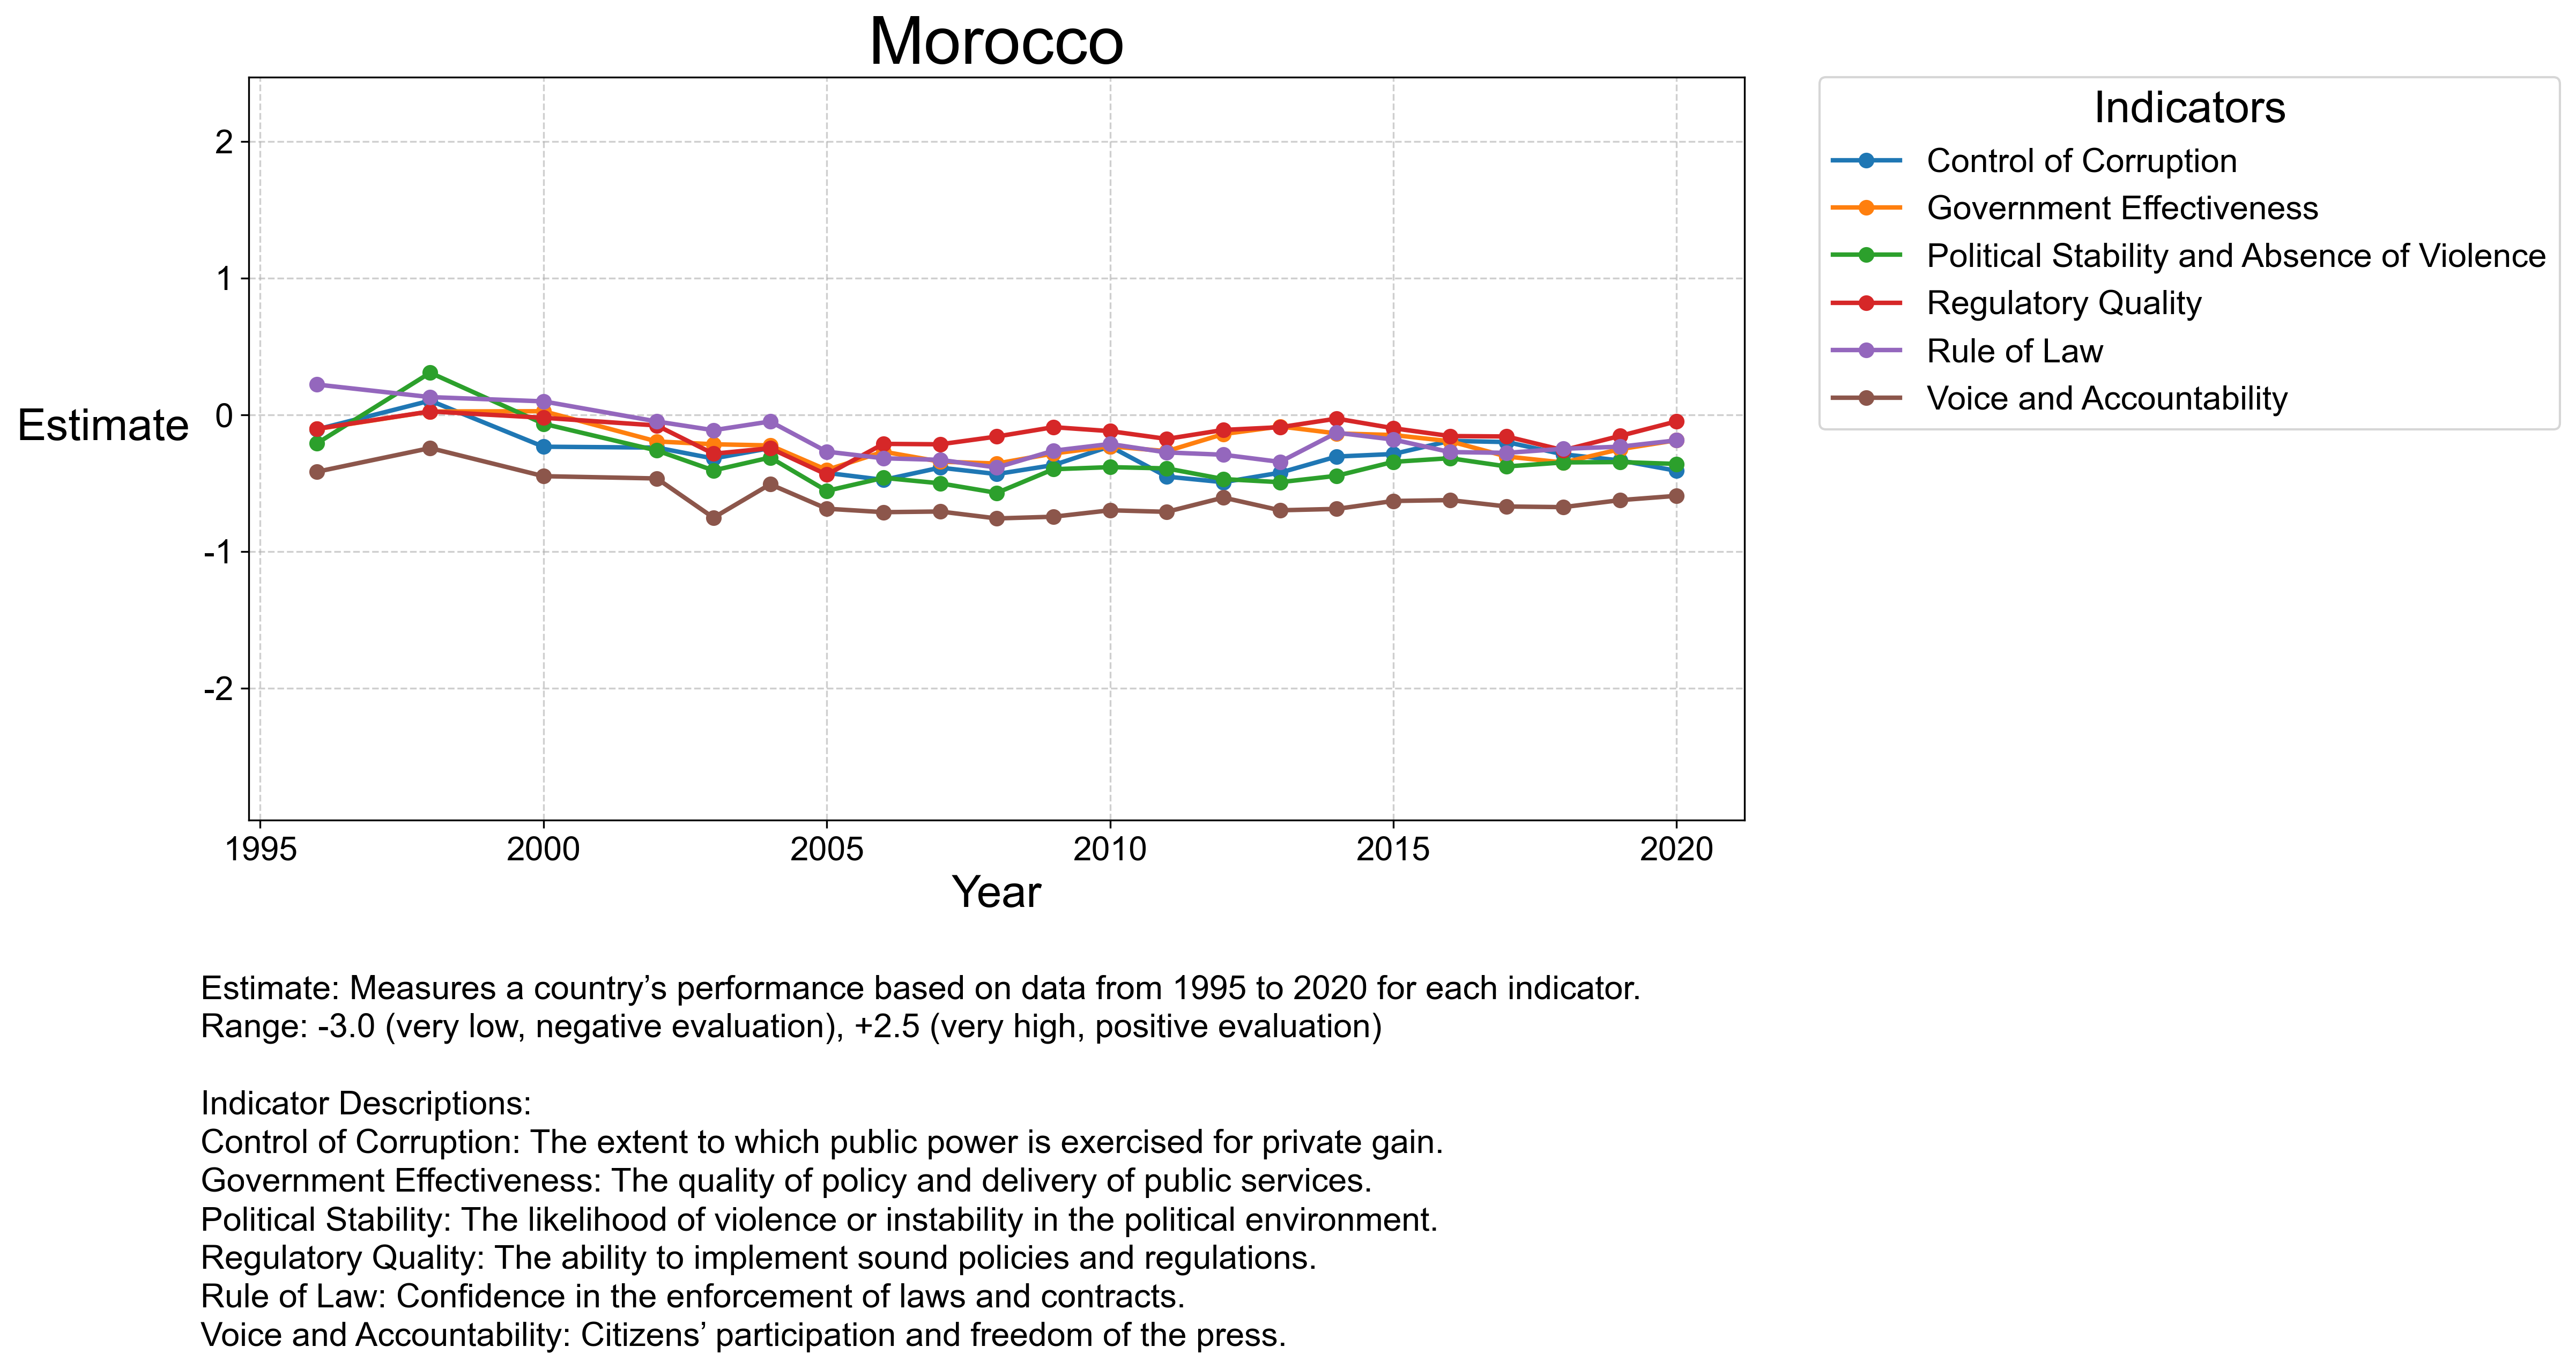 Morocco
Indicators
Control of Corruption
Government Effectiveness
Political Stability and Absence of Violence
Regulatory Quality
Rule of Law
Voice and Accountability
Estimate
2
1
0
-1
-2
1995 2000 2005 2010 2015 2020
Year
Estimate: Measures a country’s performance based on data from 1995 to 2020 for each indicator.
Range: -3.0 (very low, negative evaluation), +2.5 (very high, positive evaluation)
Indicator Descriptions:
Control of Corruption: The extent to which public power is exercised for private gain.
Government Effectiveness: The quality of policy and delivery of public services.
Political Stability: The likelihood of violence or instability in the political environment.
Regulatory Quality: The ability to implement sound policies and regulations.
Rule of Law: Confidence in the enforcement of laws and contracts.
Voice and Accountability: Citizens’ participation and freedom of the press.